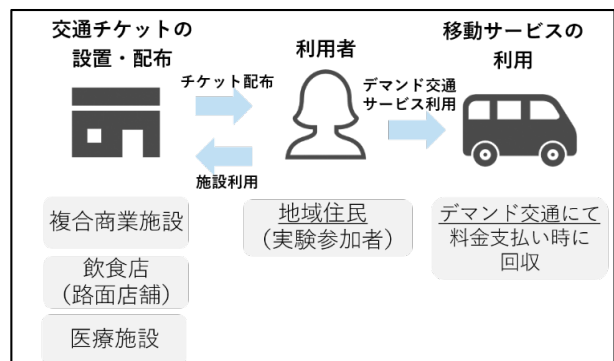 交通チケットの
設置・配布
利用者
移動サービスの
利用
チケット配布
施設利用
デマンド交通
サービス利用
複合商業施設
飲食店
(路面店舗)
医療施設
地域住民
(実験参加者)
デマンド交通にて
料金支払い時に
回収